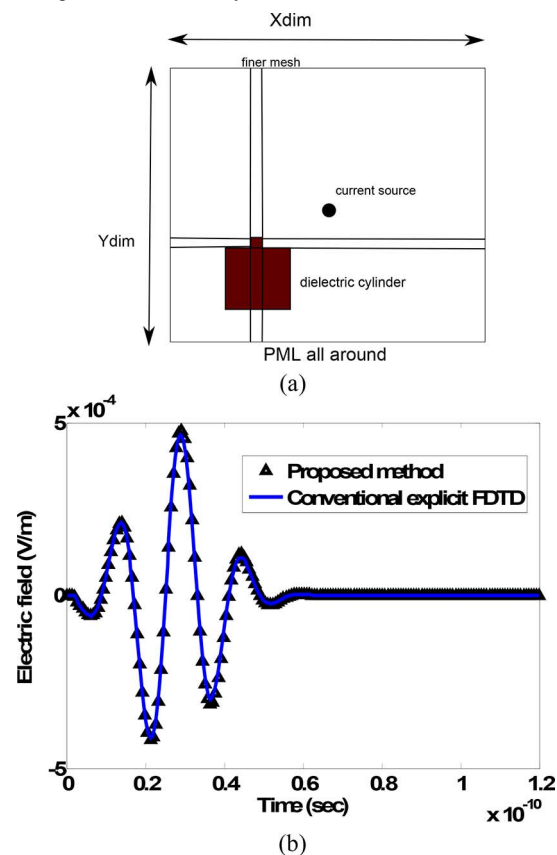 Xdim
finer mesh
current source
Ydim
dielectric cylinder
PML all around
(a)
5 x 10^-4
Proposed method
Conventional explicit FDTD
Electric field (V/m)
0
-5
0 0.2 0.4 0.6 0.8 1 1.2
Time (sec)
x 10^-10
(b)